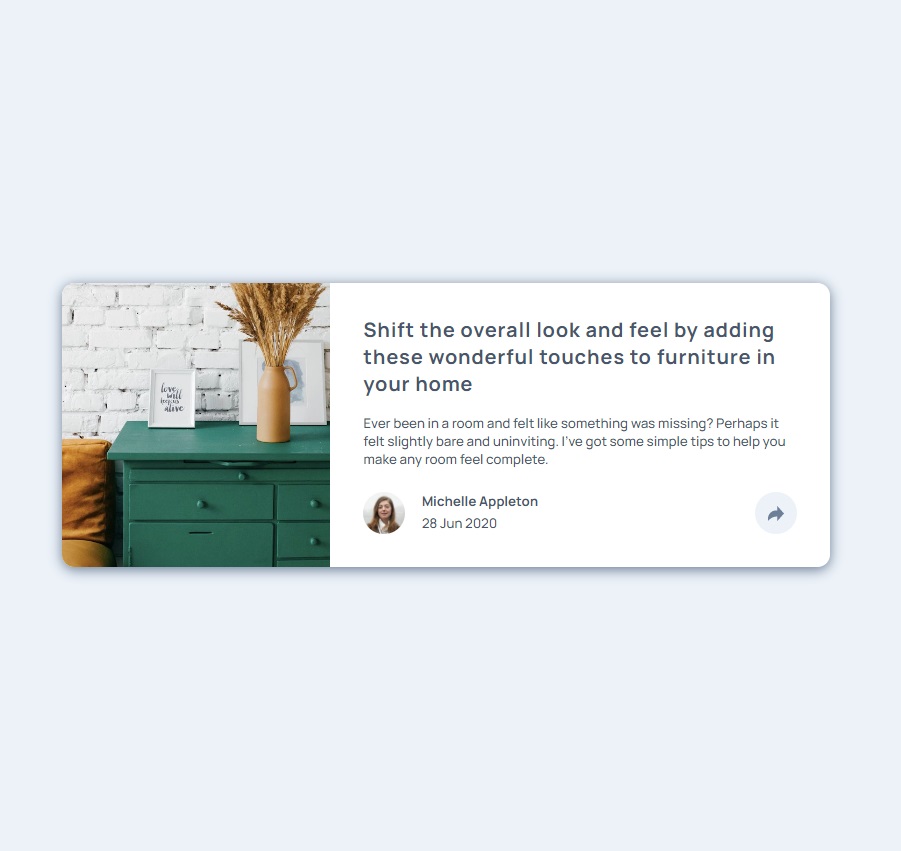 love
will
keep us
alive
Shift the overall look and feel by adding
these wonderful touches to furniture in
your home
Ever been in a room and felt like something was missing? Perhaps it
felt slightly bare and uninviting. I've got some simple tips to help you
make any room feel complete.
Michelle Appleton
28 Jun 2020